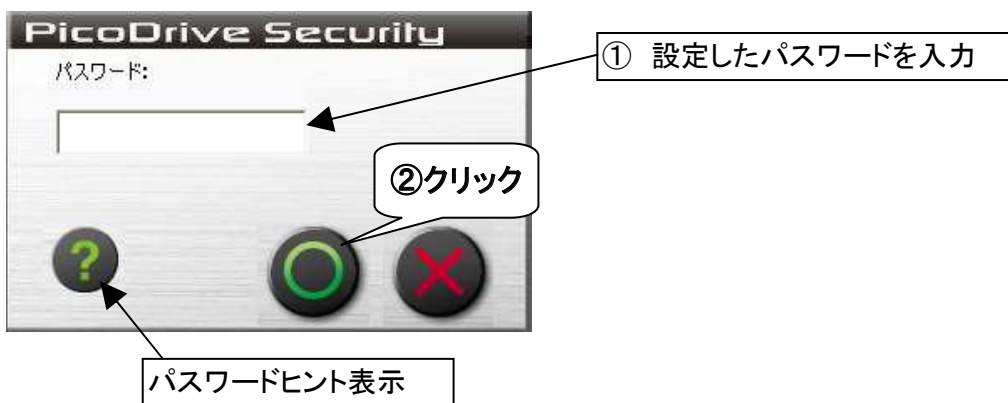 PicoDrive Security
パスワード:
① 設定したパスワードを入力
②クリック
?
パスワードヒント表示